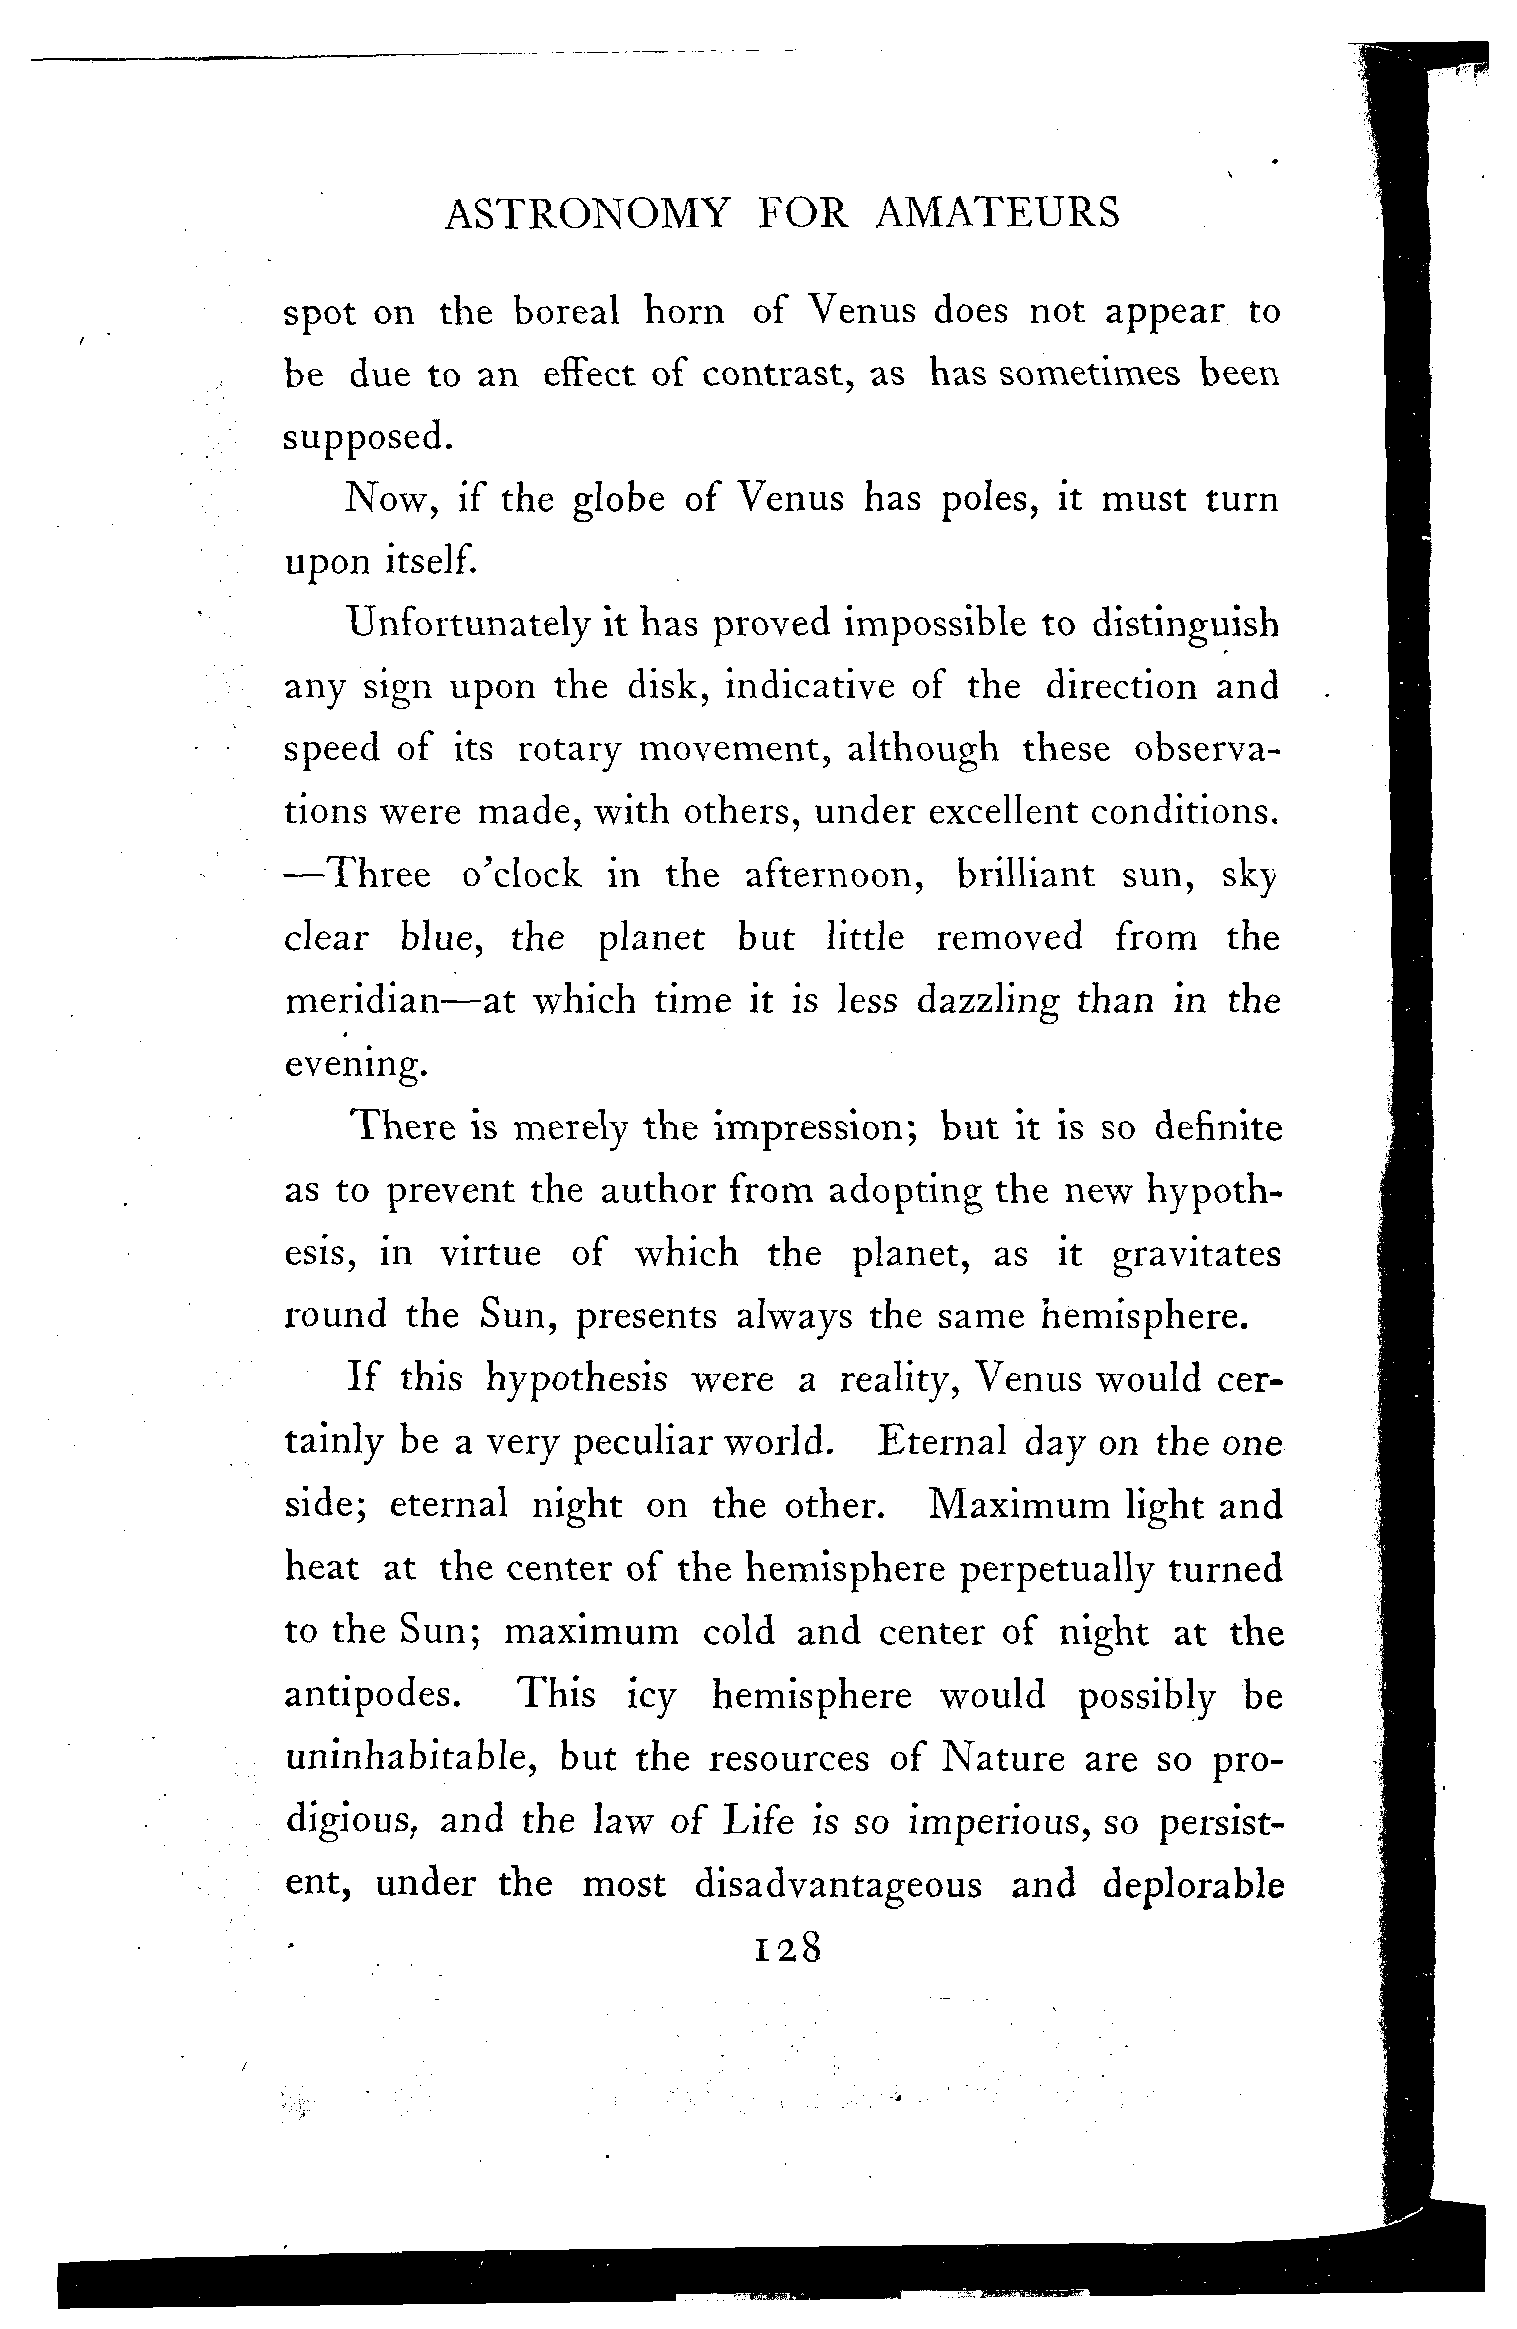 ASTRONOMY FOR AMATEURS
spot on the boreal horn of Venus does not appear to
be due to an effect of contrast, as has sometimes been
supposed.
Now, if the globe of Venus has poles, it must turn
upon itself.
Unfortunately it has proved impossible to distinguish
any sign upon the disk, indicative of the direction and
speed of its rotary movement, although these observa-
tions were made, with others, under excellent conditions.
—Three o'clock in the afternoon, brilliant sun, sky
clear blue, the planet but little removed from the
meridian—at which time it is less dazzling than in the
evening.
There is merely the impression; but it is so definite
as to prevent the author from adopting the new hypoth-
esis, in virtue of which the planet, as it gravitates
round the Sun, presents always the same hemisphere.
If this hypothesis were a reality, Venus would cer-
tainly be a very peculiar world. Eternal day on the one
side; eternal night on the other. Maximum light and
heat at the center of the hemisphere perpetually turned
to the Sun; maximum cold and center of night at the
antipodes. This icy hemisphere would possibly be
uninhabitable, but the resources of Nature are so pro-
digious, and the law of Life is so imperious, so persist-
ent, under the most disadvantageous and deplorable
128